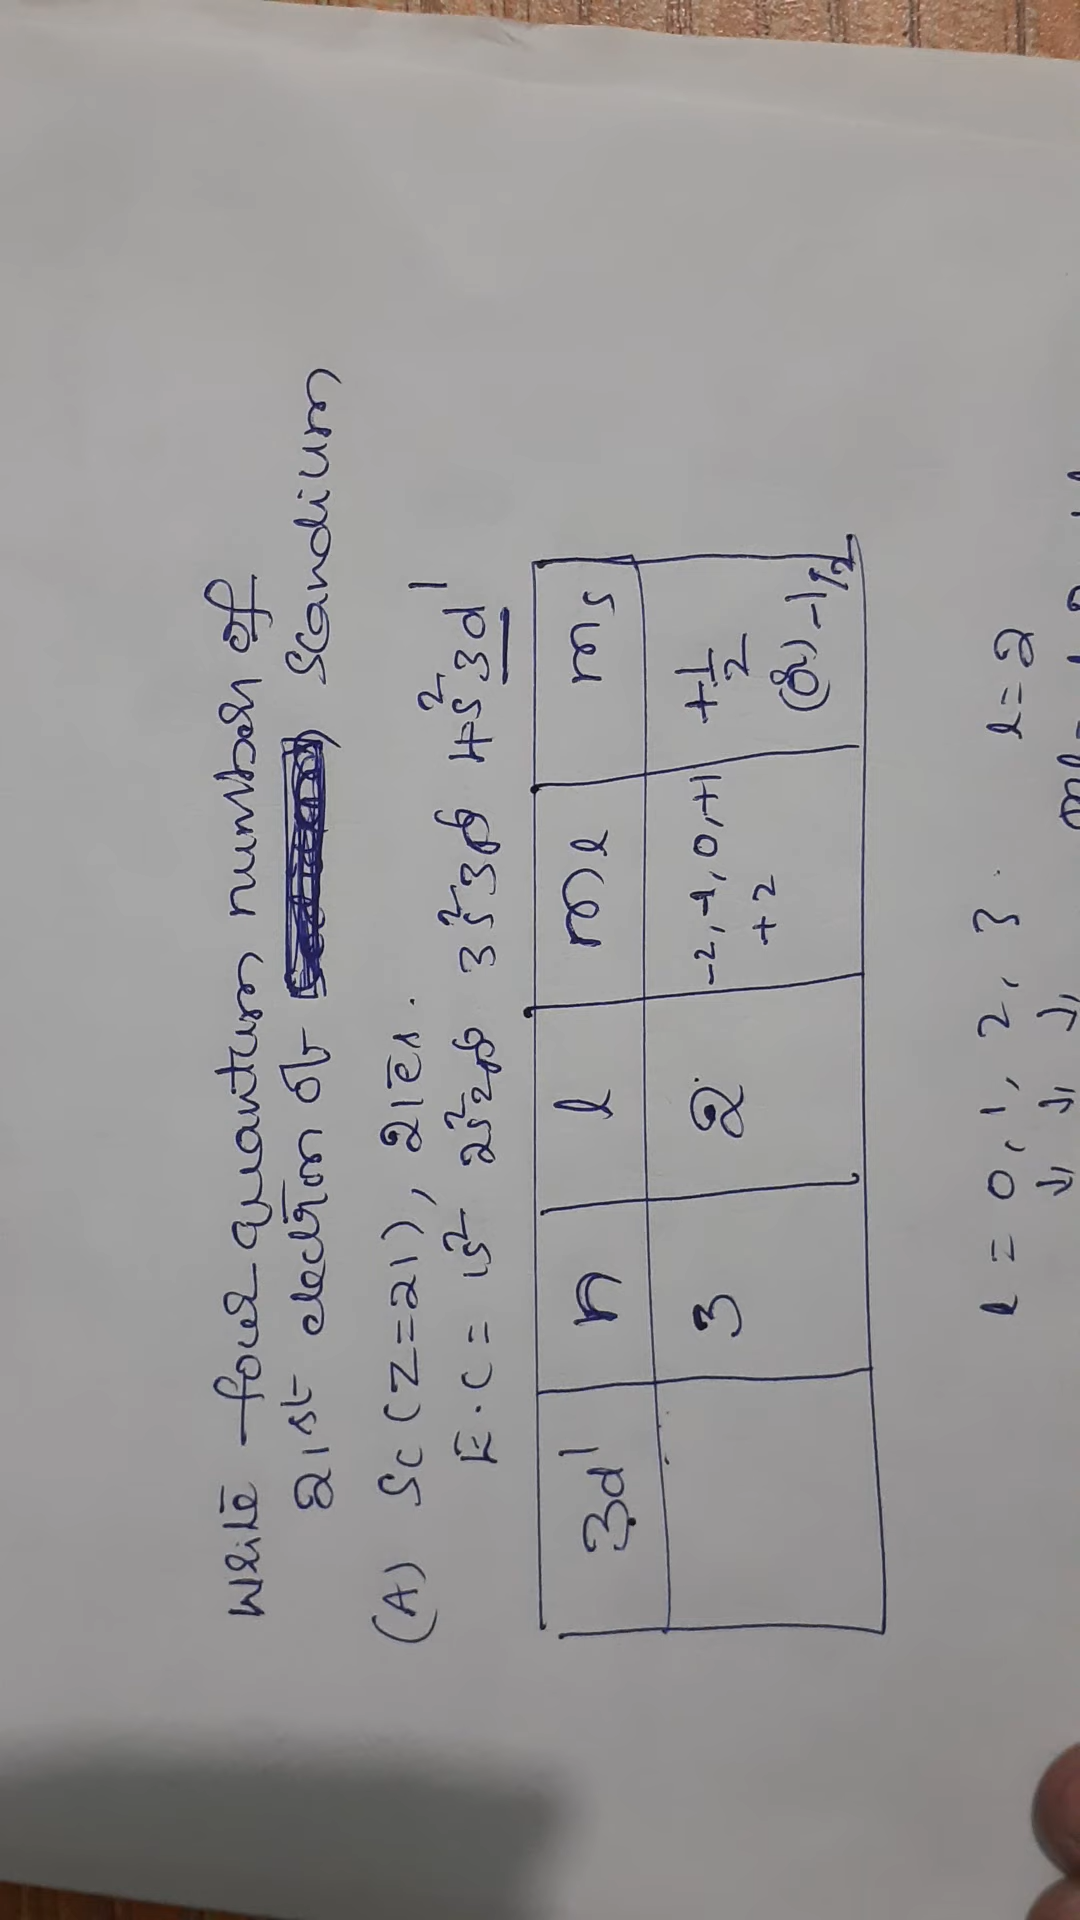 Write four quantum number of
21st electron of Scandium
(A) Sc (Z=21), 21es.
E.C = 1s² 2s² 2p⁶ 3s² 3p⁶ 4s² 3d¹
3d¹ n l ml ms
3 2 -2, -1, 0, +1 +1/2
+2 (or) -1/2
l = 0, 1, 2, 3. l=2
↓ ↓ ↓